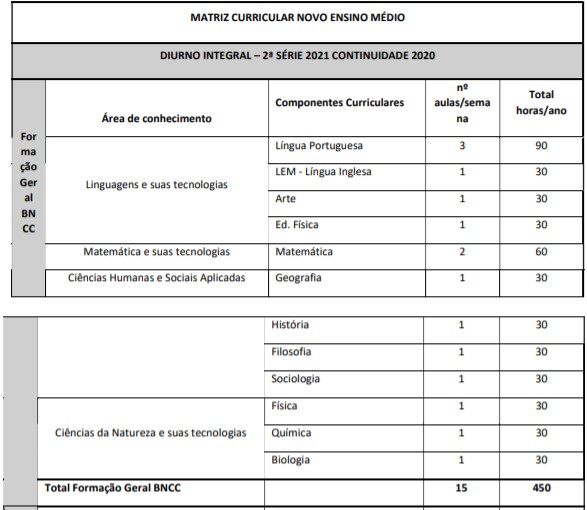 MATRIZ CURRICULAR NOVO ENSINO MÉDIO
DIURNO INTEGRAL – 2ª SÉRIE 2021 CONTINUIDADE 2020
For
ma
ção
Ger
al
BN
CC
Área de conhecimento
Componentes Curriculares
nº
aulas/sema
na
Total
horas/ano
Linguagens e suas tecnologias
Língua Portuguesa 3 90
LEM - Língua Inglesa 1 30
Arte 1 30
Ed. Física 1 30
Matemática e suas tecnologias Matemática 2 60
Ciências Humanas e Sociais Aplicadas Geografia 1 30
História 1 30
Filosofia 1 30
Sociologia 1 30
Ciências da Natureza e suas tecnologias
Física 1 30
Química 1 30
Biologia 1 30
Total Formação Geral BNCC 15 450